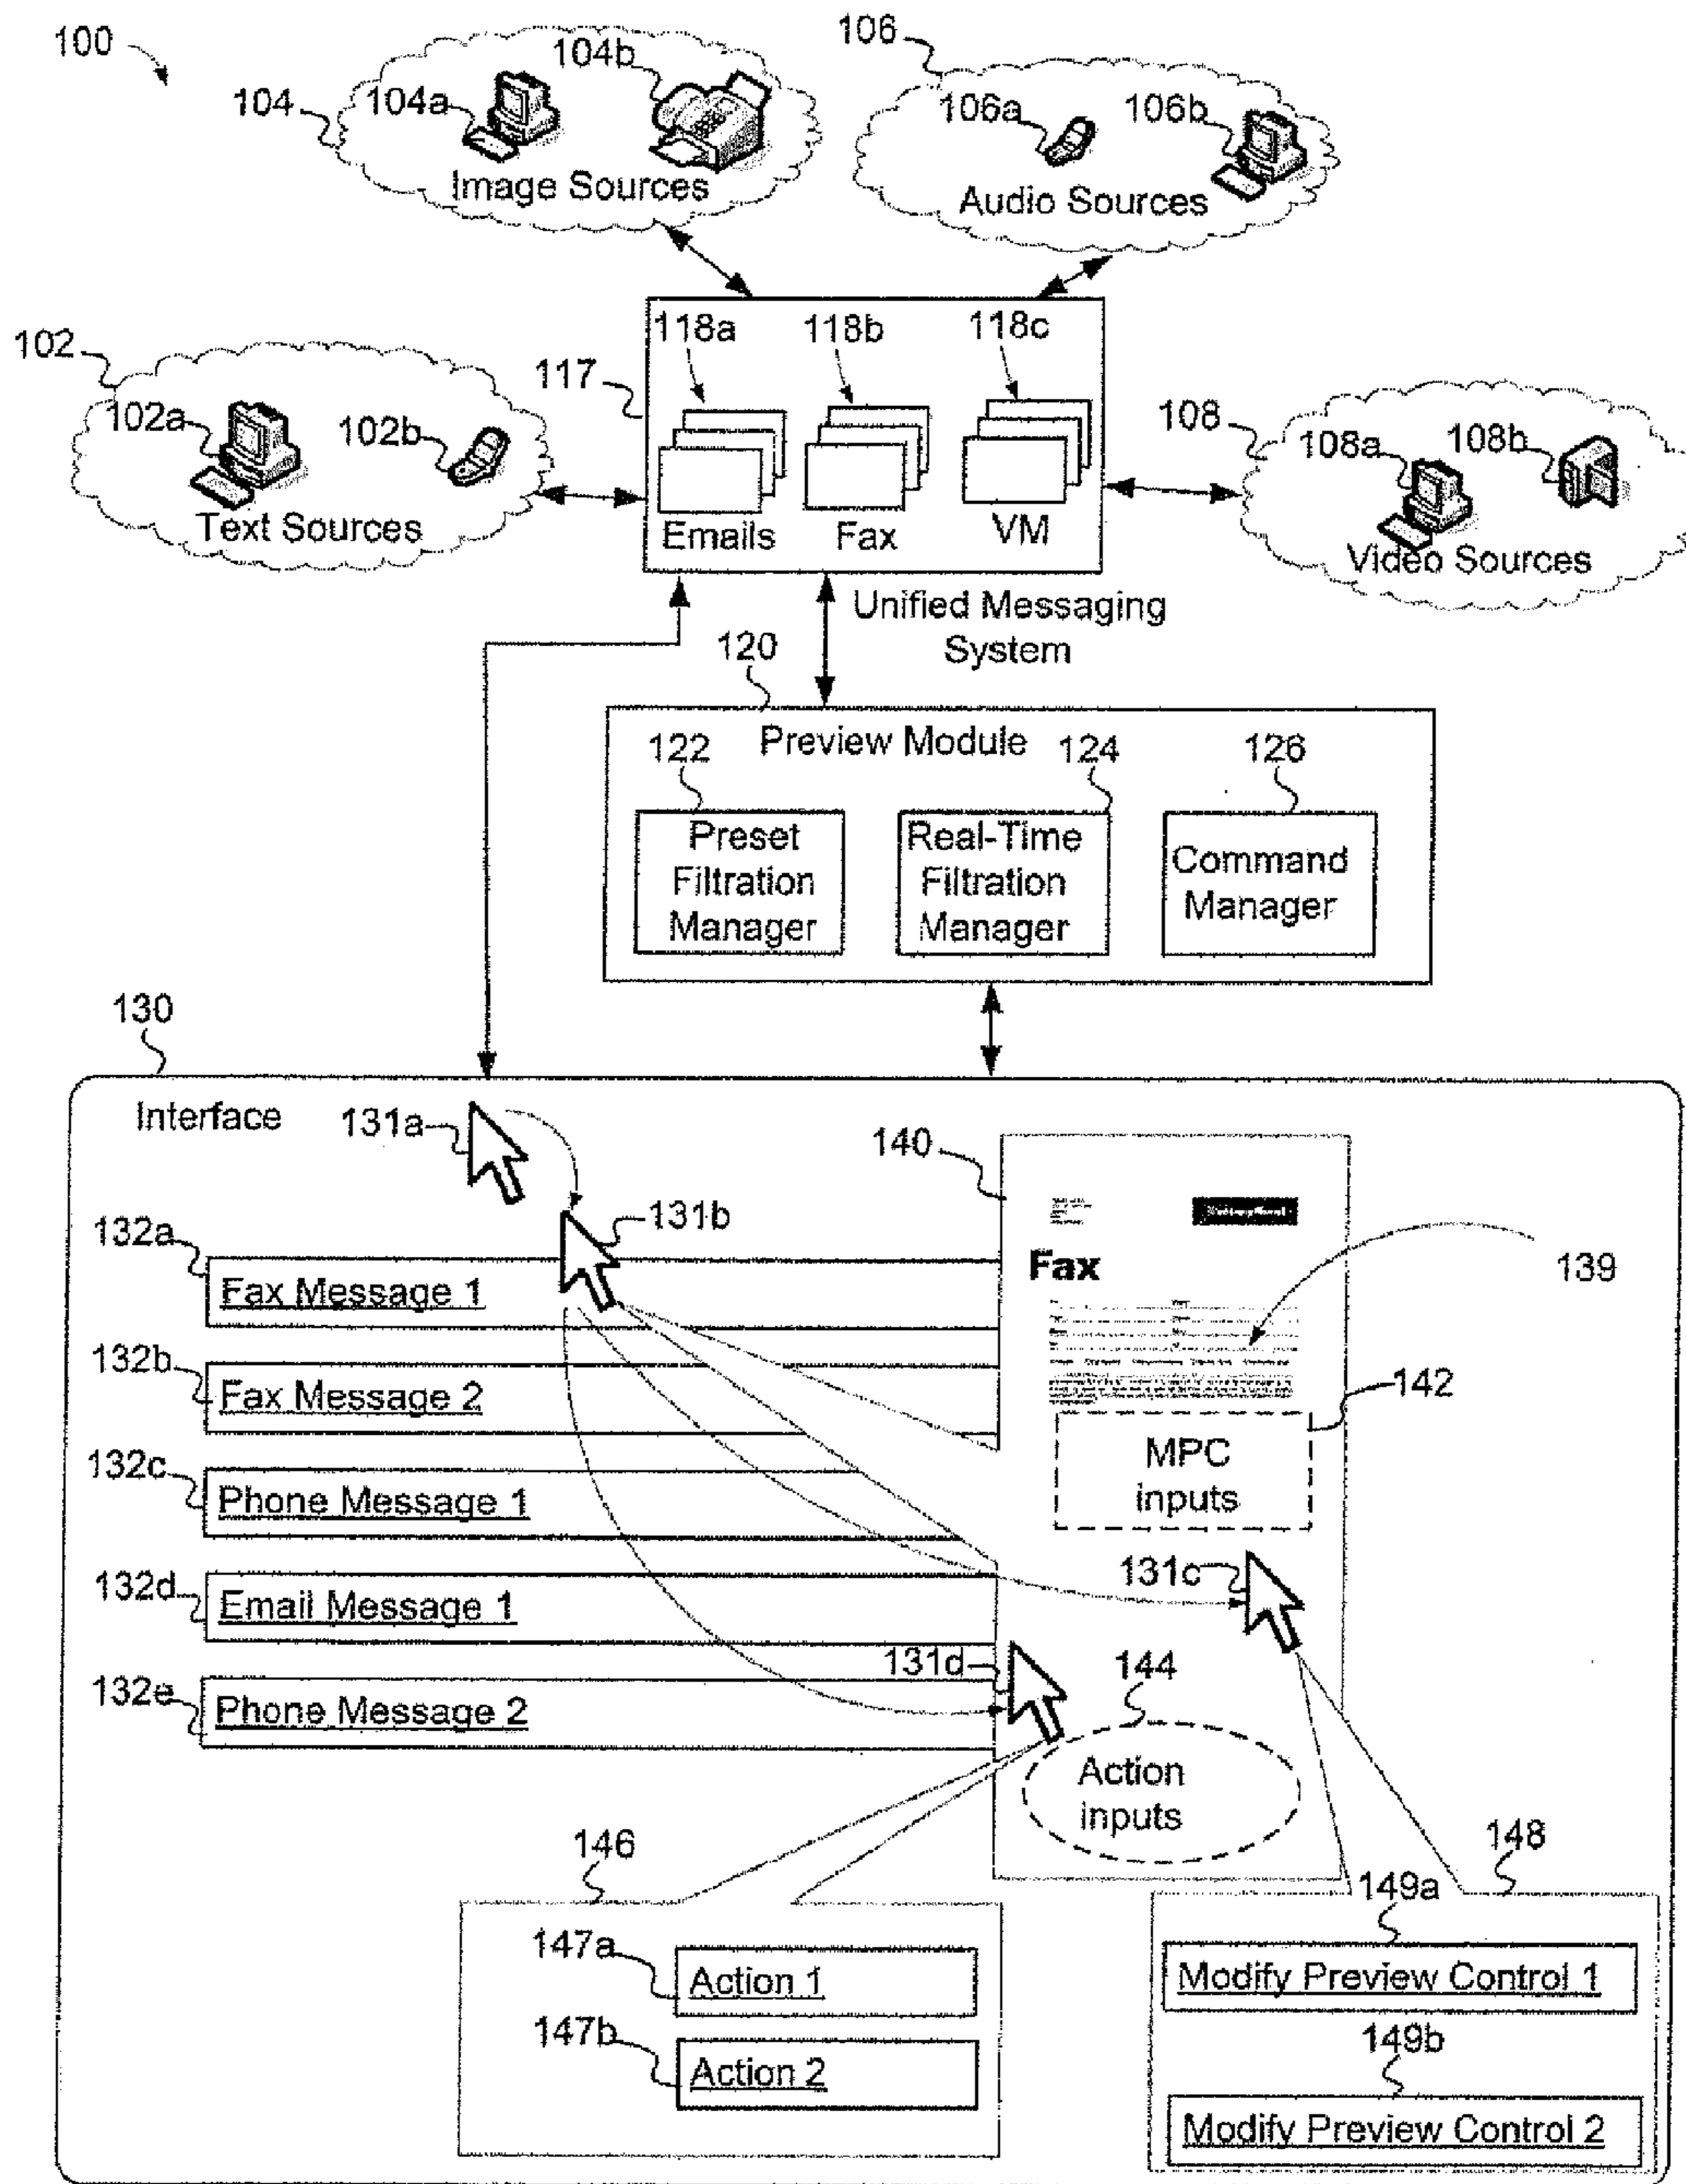 100
104
104a
104b
Image Sources
106
106a
106b
Audio Sources
102
102a
102b
Text Sources
117
118a
118b
118c
Emails
Fax
VM
108
108a
108b
Video Sources
Unified Messaging
System
120
Preview Module
122
124
126
Preset
Filtration
Manager
Real-Time
Filtration
Manager
Command
Manager
130
Interface
131a
131b
140
Fax
139
132a
Fax Message 1
132b
Fax Message 2
142
MPC
inputs
132c
Phone Message 1
131c
132d
Email Message 1
131d
144
132e
Phone Message 2
Action
inputs
146
148
147a
Action 1
147b
Action 2
149a
Modify Preview Control 1
149b
Modify Preview Control 2